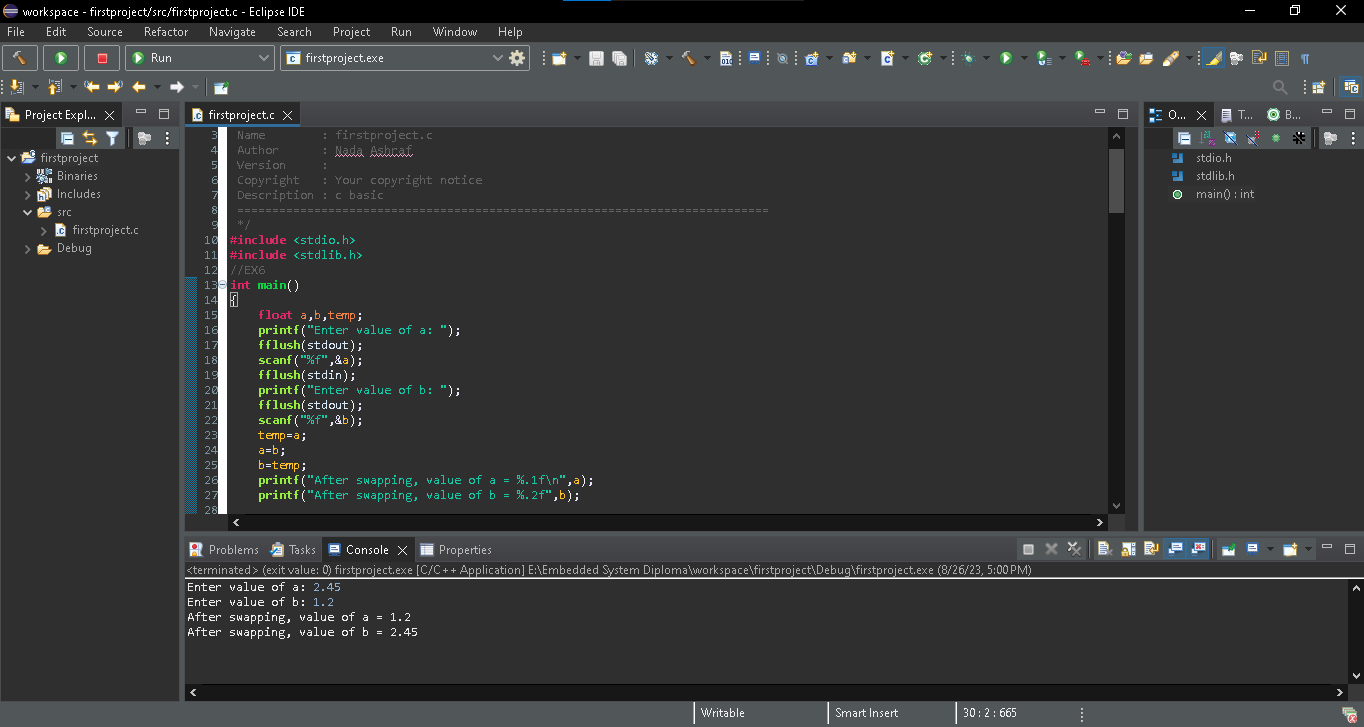 workspace - firstproject/src/firstproject.c - Eclipse IDE
File Edit Source Refactor Navigate Search Project Run Window Help
Run firstproject.exe
Project Expl...
firstproject
Binaries
Includes
src
firstproject.c
Debug
firstproject.c
3 Name : firstproject.c
4 Author : Nada Ashraf
5 Version :
6 Copyright : Your copyright notice
7 Description : c basic
8 ============================================================================
9 */
10 #include <stdio.h>
11 #include <stdlib.h>
12 //EX6
13 int main()
14 {
15 float a,b,temp;
16 printf("Enter value of a: ");
17 fflush(stdout);
18 scanf("%f",&a);
19 fflush(stdin);
20 printf("Enter value of b: ");
21 fflush(stdout);
22 scanf("%f",&b);
23 temp=a;
24 a=b;
25 b=temp;
26 printf("After swapping, value of a = %.1f\n",a);
27 printf("After swapping, value of b = %.2f",b);
28
O... T... B...
stdio.h
stdlib.h
main() : int
Problems Tasks Console Properties
<terminated> (exit value: 0) firstproject.exe [C/C++ Application] E:\Embedded System Diploma\workspace\firstproject\Debug\firstproject.exe (8/26/23, 5:00 PM)
Enter value of a: 2.45
Enter value of b: 1.2
After swapping, value of a = 1.2
After swapping, value of b = 2.45
Writable Smart Insert 30 : 2 : 665